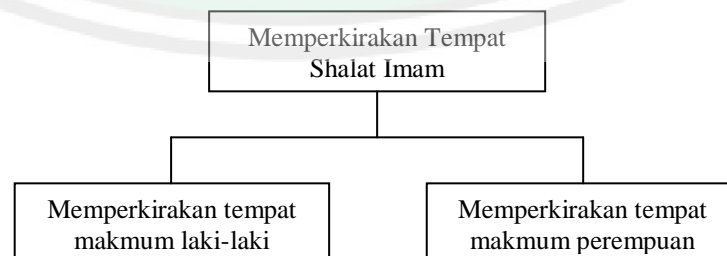 Memperkirakan Tempat
Shalat Imam
Memperkirakan tempat
makmum laki-laki
Memperkirakan tempat
makmum perempuan